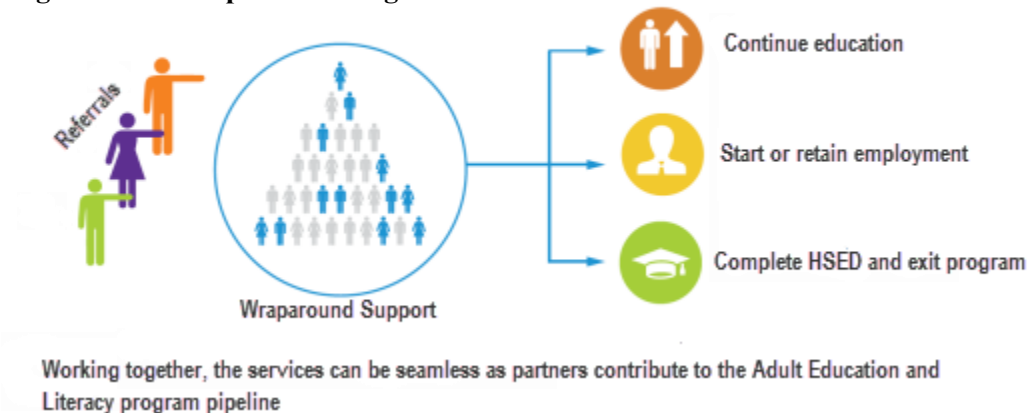 Referrals
Wraparound Support
Continue education
Start or retain employment
Complete HSED and exit program
Working together, the services can be seamless as partners contribute to the Adult Education and
Literacy program pipeline